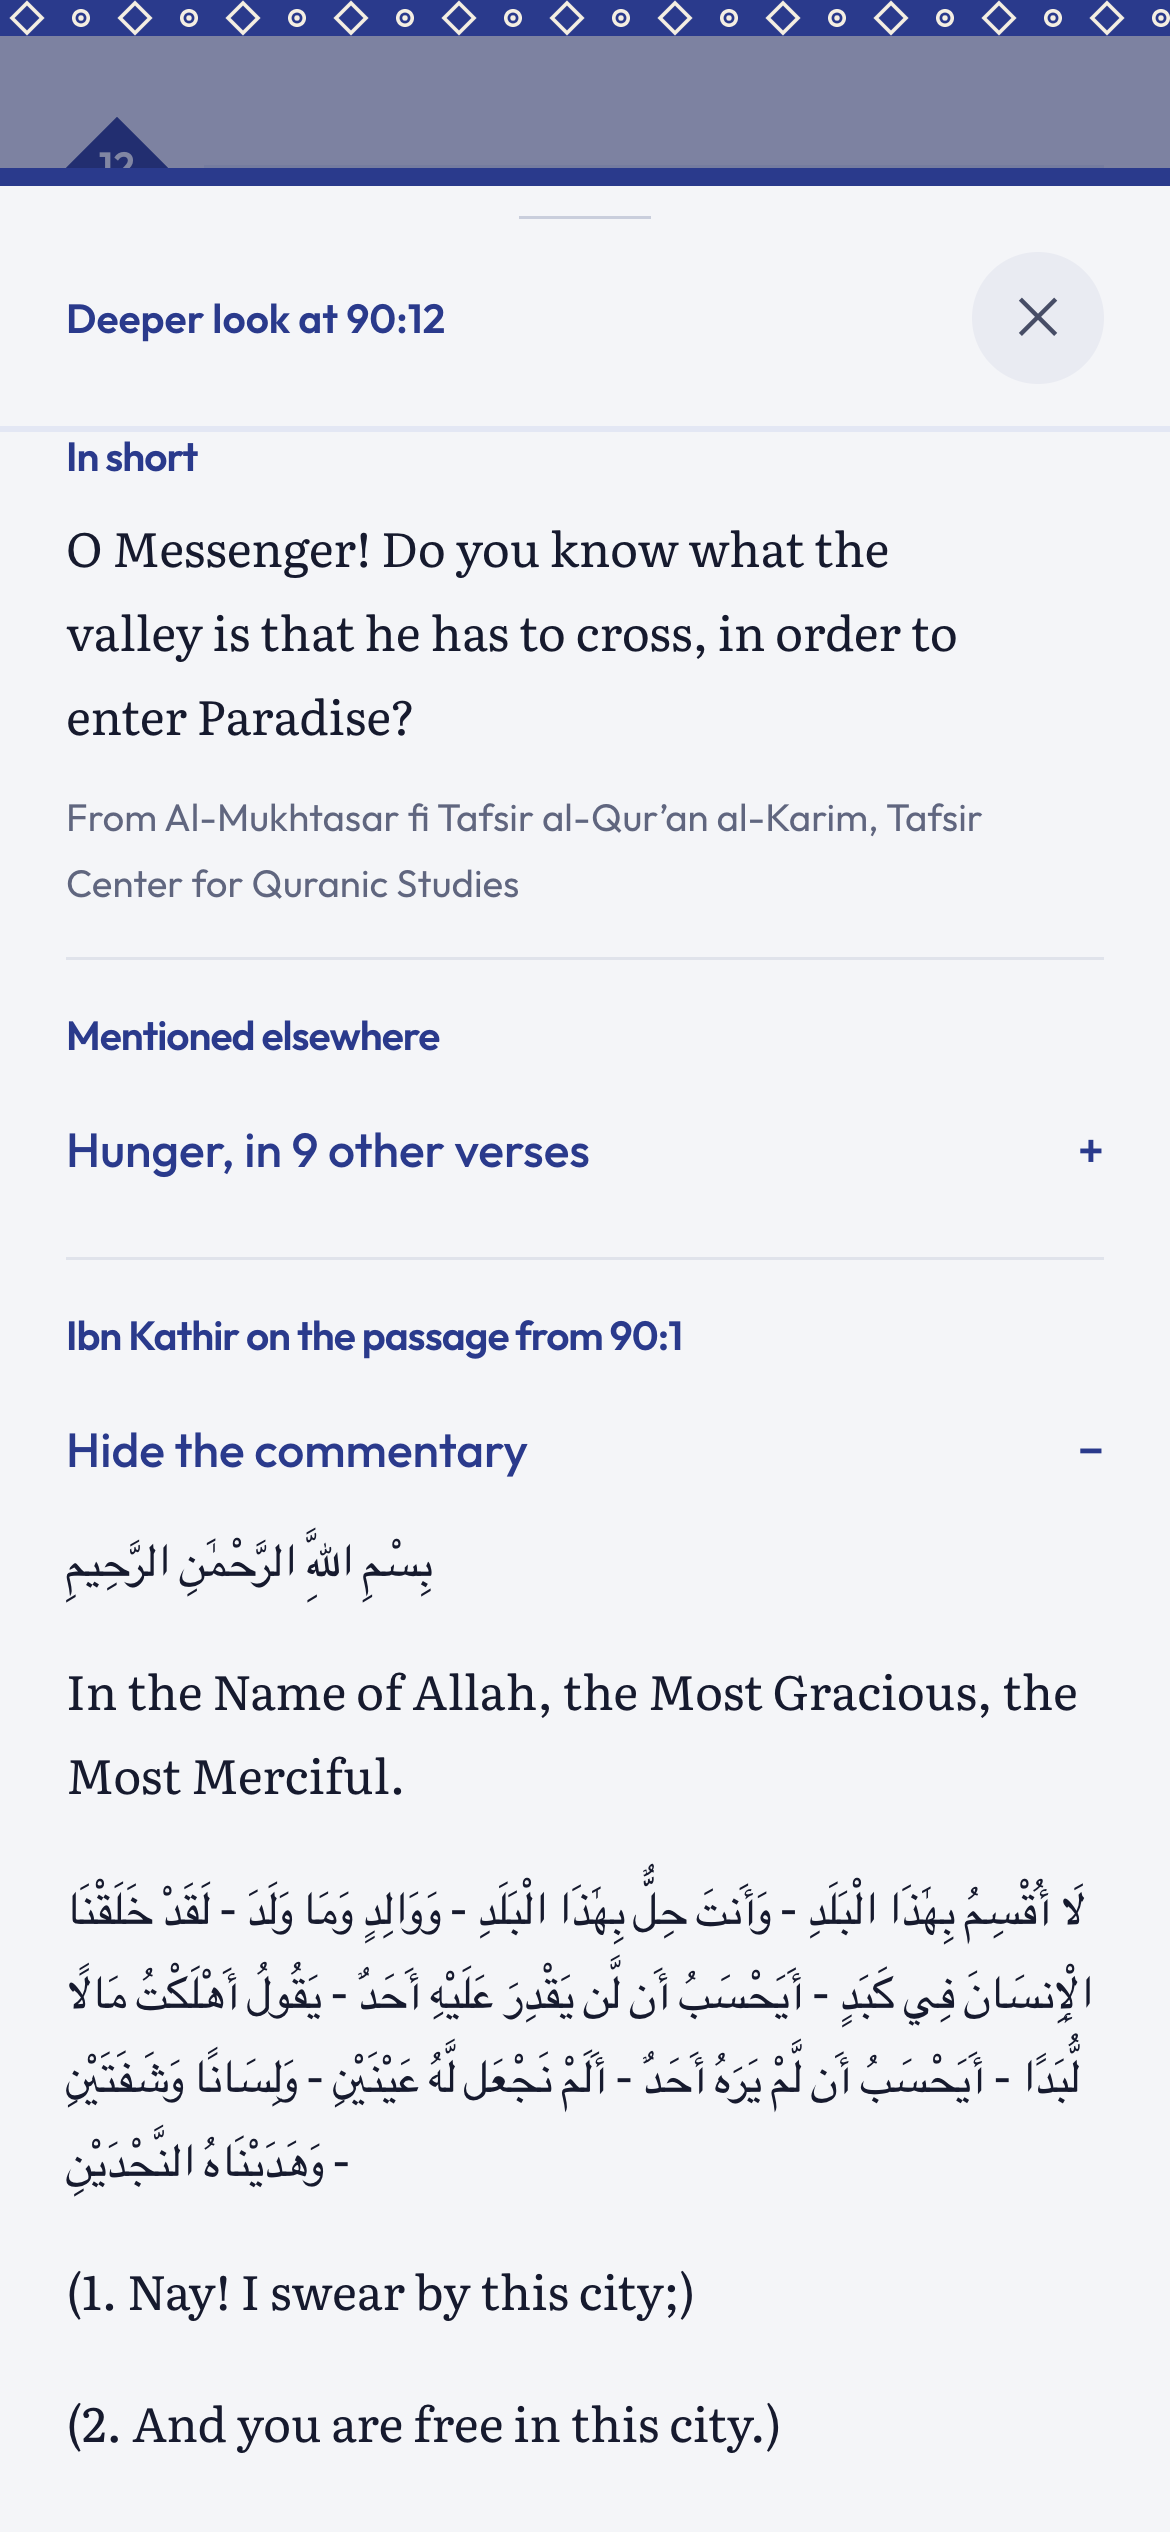 12
Deeper look at 90:12
In short
O Messenger! Do you know what the
valley is that he has to cross, in order to
enter Paradise?
From Al-Mukhtasar fi Tafsir al-Qur’an al-Karim, Tafsir
Center for Quranic Studies
Mentioned elsewhere
Hunger, in 9 other verses +
Ibn Kathir on the passage from 90:1
Hide the commentary –
بِسْمِ اللَّهِ الرَّحْمَٰنِ الرَّحِيمِ
In the Name of Allah, the Most Gracious, the
Most Merciful.
لَا أُقْسِمُ بِهَٰذَا الْبَلَدِ - وَأَنتَ حِلٌّ بِهَٰذَا الْبَلَدِ - وَوَالِدٍ وَمَا وَلَدَ - لَقَدْ خَلَقْنَا
الْإِنسَانَ فِي كَبَدٍ - أَيَحْسَبُ أَن لَّن يَقْدِرَ عَلَيْهِ أَحَدٌ - يَقُولُ أَهْلَكْتُ مَالًا
لُّبَدًا - أَيَحْسَبُ أَن لَّمْ يَرَهُ أَحَدٌ - أَلَمْ نَجْعَل لَّهُ عَيْنَيْنِ - وَلِسَانًا وَشَفَتَيْنِ
- وَهَدَيْنَاهُ النَّجْدَيْنِ
(1. Nay! I swear by this city;)
(2. And you are free in this city.)